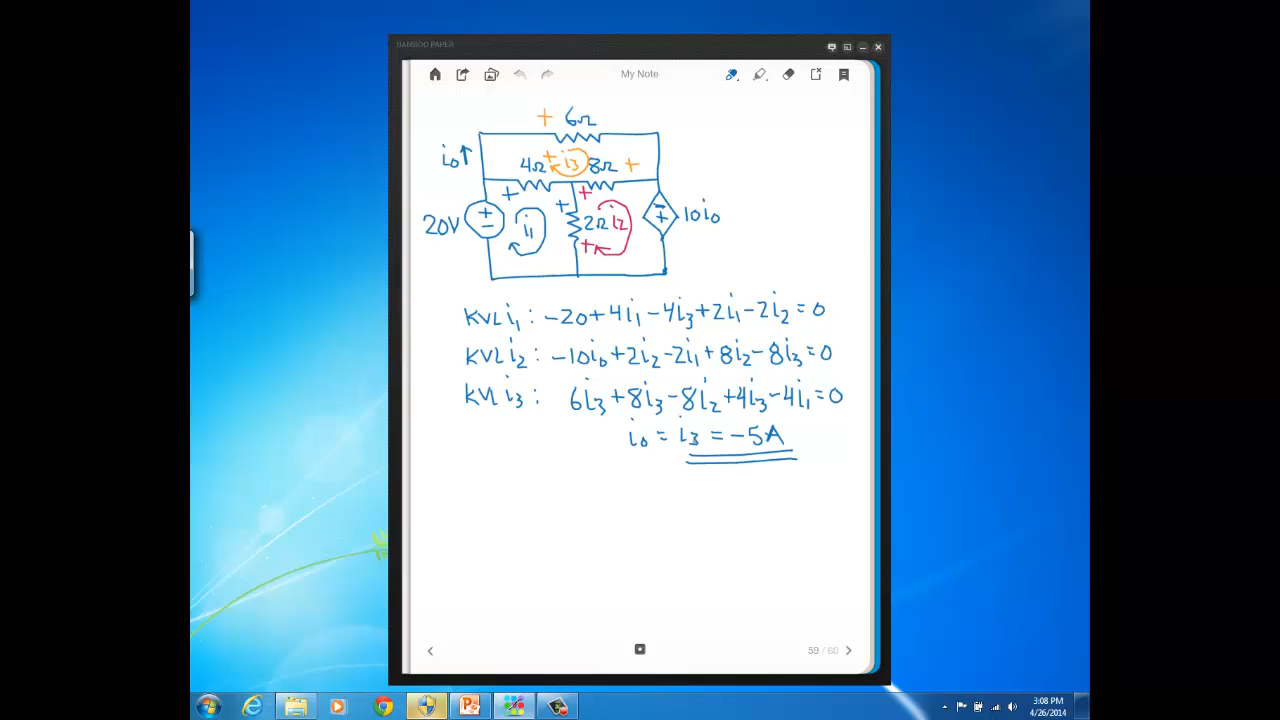 BAMBOO PAPER
My Note
+ 6Ω
i₀ ↑
4Ω + i₃ 8Ω +
+ + +
20V + − i₁ 2Ω i₂ − + 10i₀
+
KVL i₁ : −20+4i₁−4i₃+2i₁−2i₂=0
KVL i₂ : −10i₀+2i₂−2i₁+8i₂−8i₃=0
KVL i₃ : 6i₃+8i₃−8i₂+4i₃−4i₁=0
i₀ = i₃ = −5A
59 / 60
3:08 PM
4/26/2014